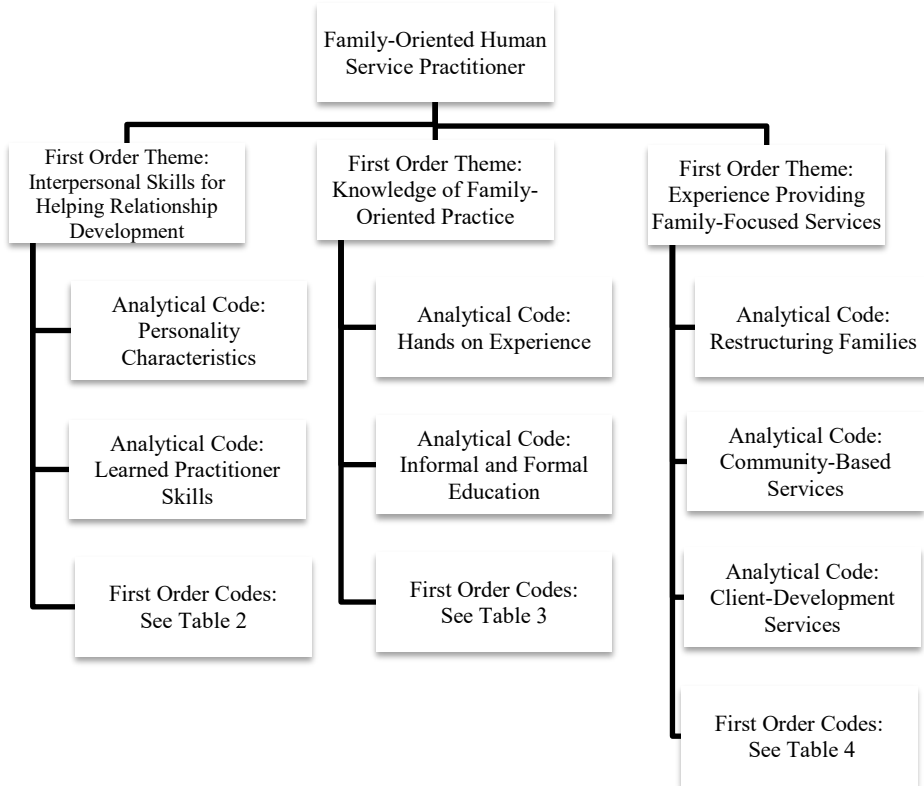 Family-Oriented Human
Service Practitioner
First Order Theme:
Interpersonal Skills for
Helping Relationship
Development
Analytical Code:
Personality
Characteristics
Analytical Code:
Learned Practitioner
Skills
First Order Codes:
See Table 2
First Order Theme:
Knowledge of Family-
Oriented Practice
Analytical Code:
Hands on Experience
Analytical Code:
Informal and Formal
Education
First Order Codes:
See Table 3
First Order Theme:
Experience Providing
Family-Focused Services
Analytical Code:
Restructuring Families
Analytical Code:
Community-Based
Services
Analytical Code:
Client-Development
Services
First Order Codes:
See Table 4